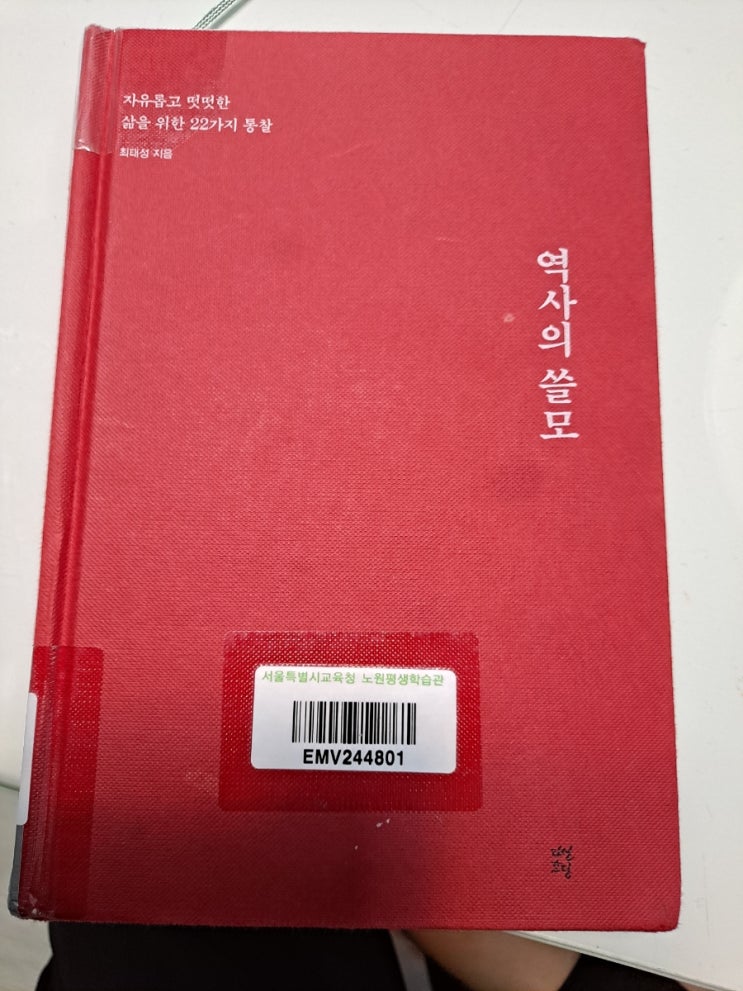 자유롭고 떳떳한
삶을 위한 22가지 통찰
최태성 지음
역사의 쓸모
서울특별시교육청 노원평생학습관
EMV244801
다산
초당